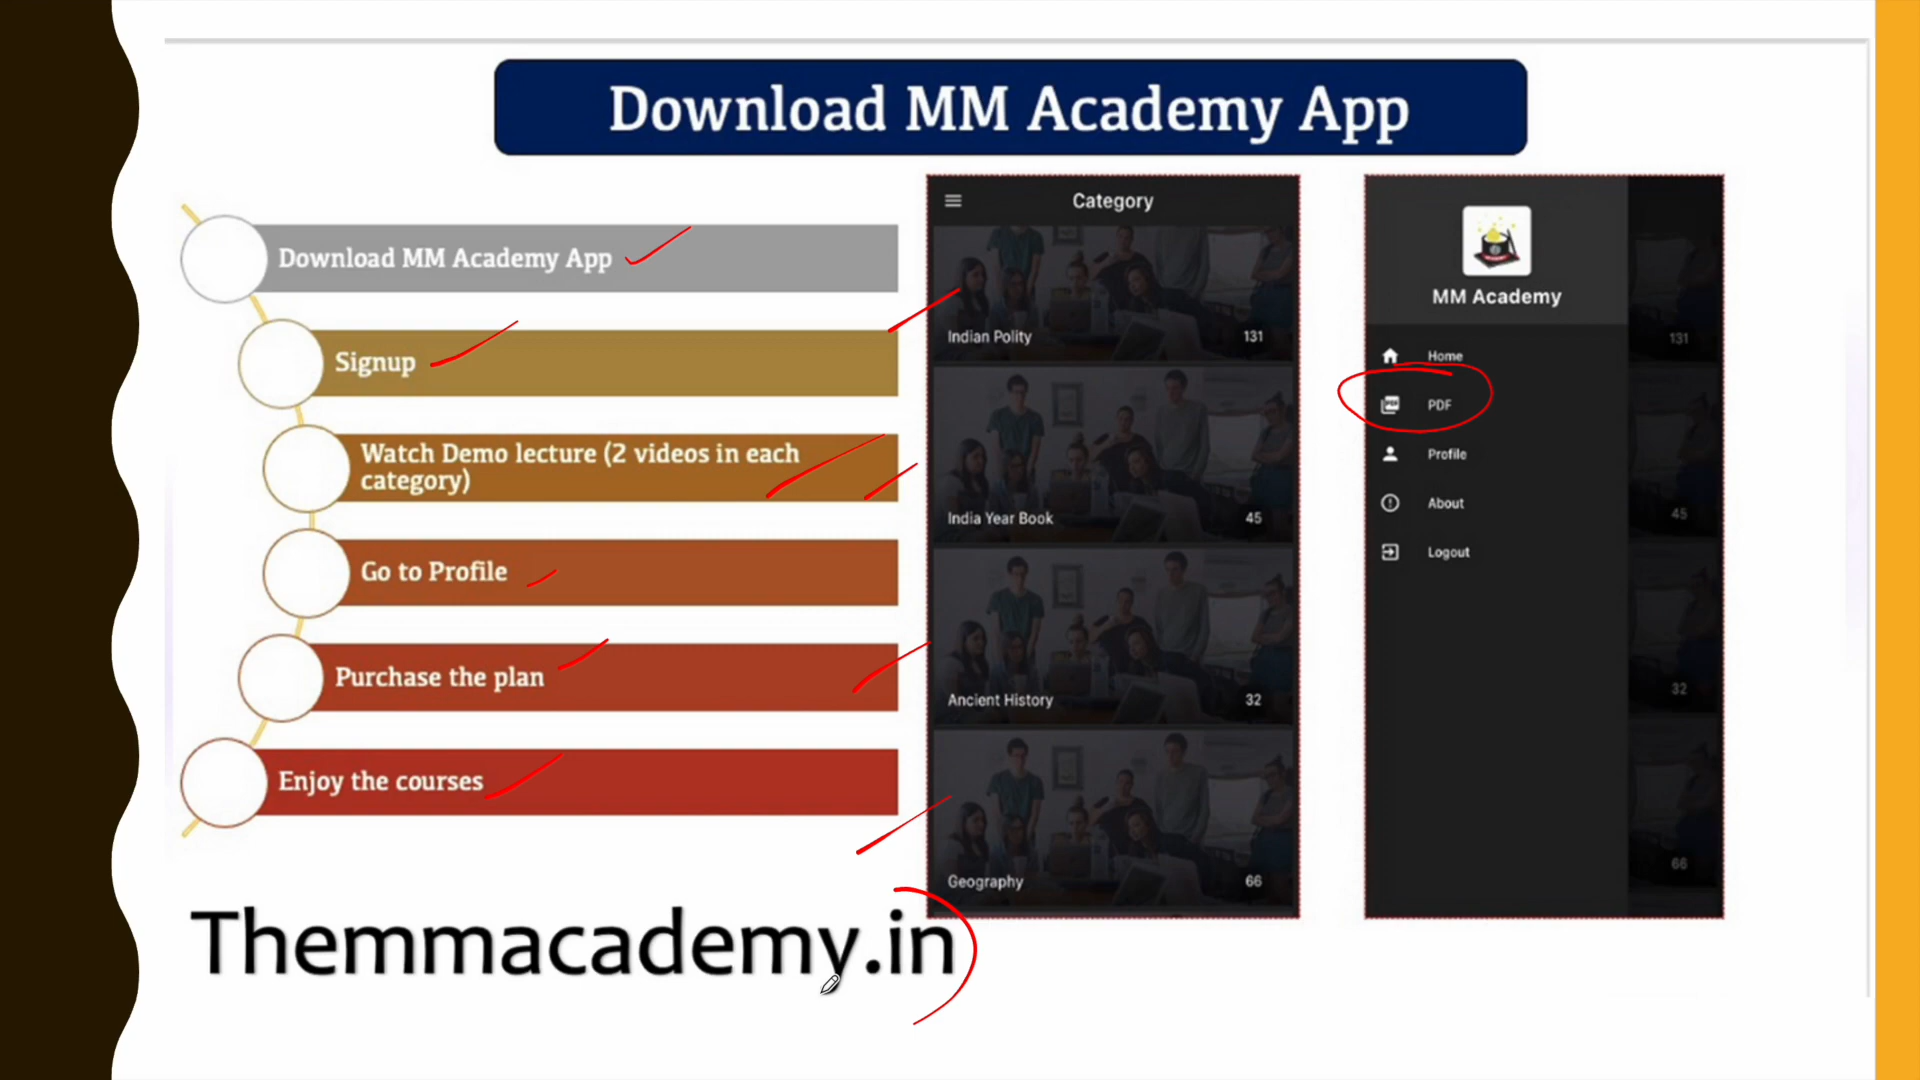 Download MM Academy App
Download MM Academy App
Signup
Watch Demo lecture (2 videos in each
category)
Go to Profile
Purchase the plan
Enjoy the courses
Themmacademy.in
Category
Indian Polity 131
India Year Book 45
Ancient History 32
Geography 66
MM Academy
Home
PDF
Profile
About
Logout
131
45
32
66